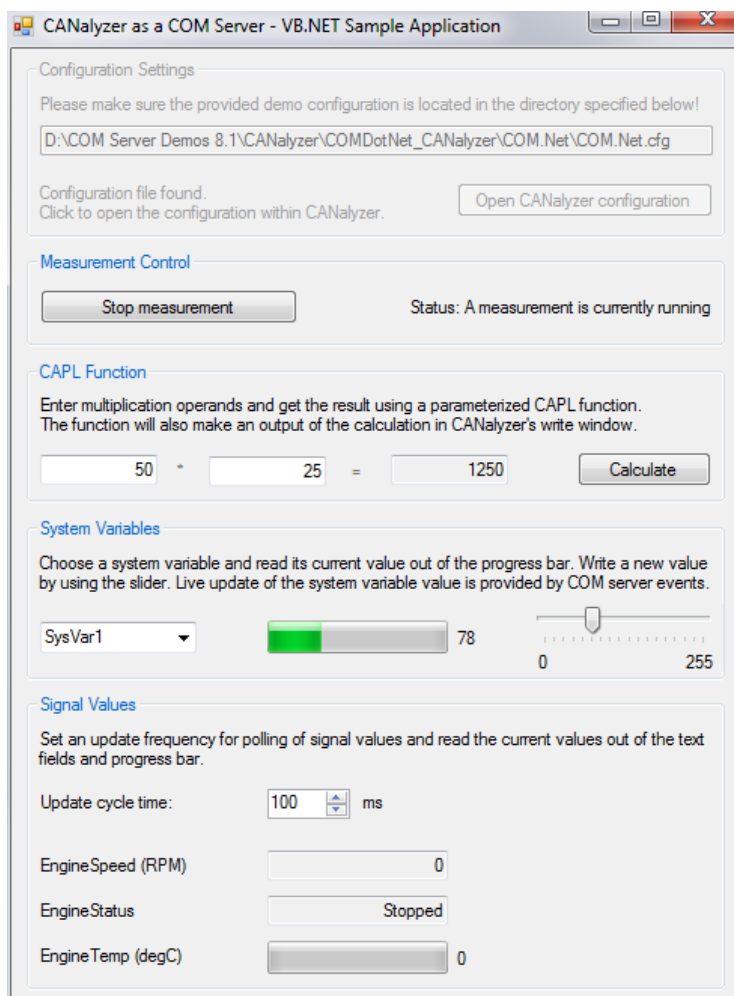 CANalyzer as a COM Server - VB.NET Sample Application
Configuration Settings
Please make sure the provided demo configuration is located in the directory specified below!
D:\COM Server Demos 8.1\CANalyzer\COMDotNet_CANalyzer\COM.Net\COM.Net.cfg
Configuration file found.
Click to open the configuration within CANalyzer.
Open CANalyzer configuration
Measurement Control
Stop measurement Status: A measurement is currently running
CAPL Function
Enter multiplication operands and get the result using a parameterized CAPL function.
The function will also make an output of the calculation in CANalyzer's write window.
50 * 25 = 1250 Calculate
System Variables
Choose a system variable and read its current value out of the progress bar. Write a new value
by using the slider. Live update of the system variable value is provided by COM server events.
SysVar1 78
0 255
Signal Values
Set an update frequency for polling of signal values and read the current values out of the text
fields and progress bar.
Update cycle time: 100 ms
EngineSpeed (RPM) 0
EngineStatus Stopped
EngineTemp (degC) 0